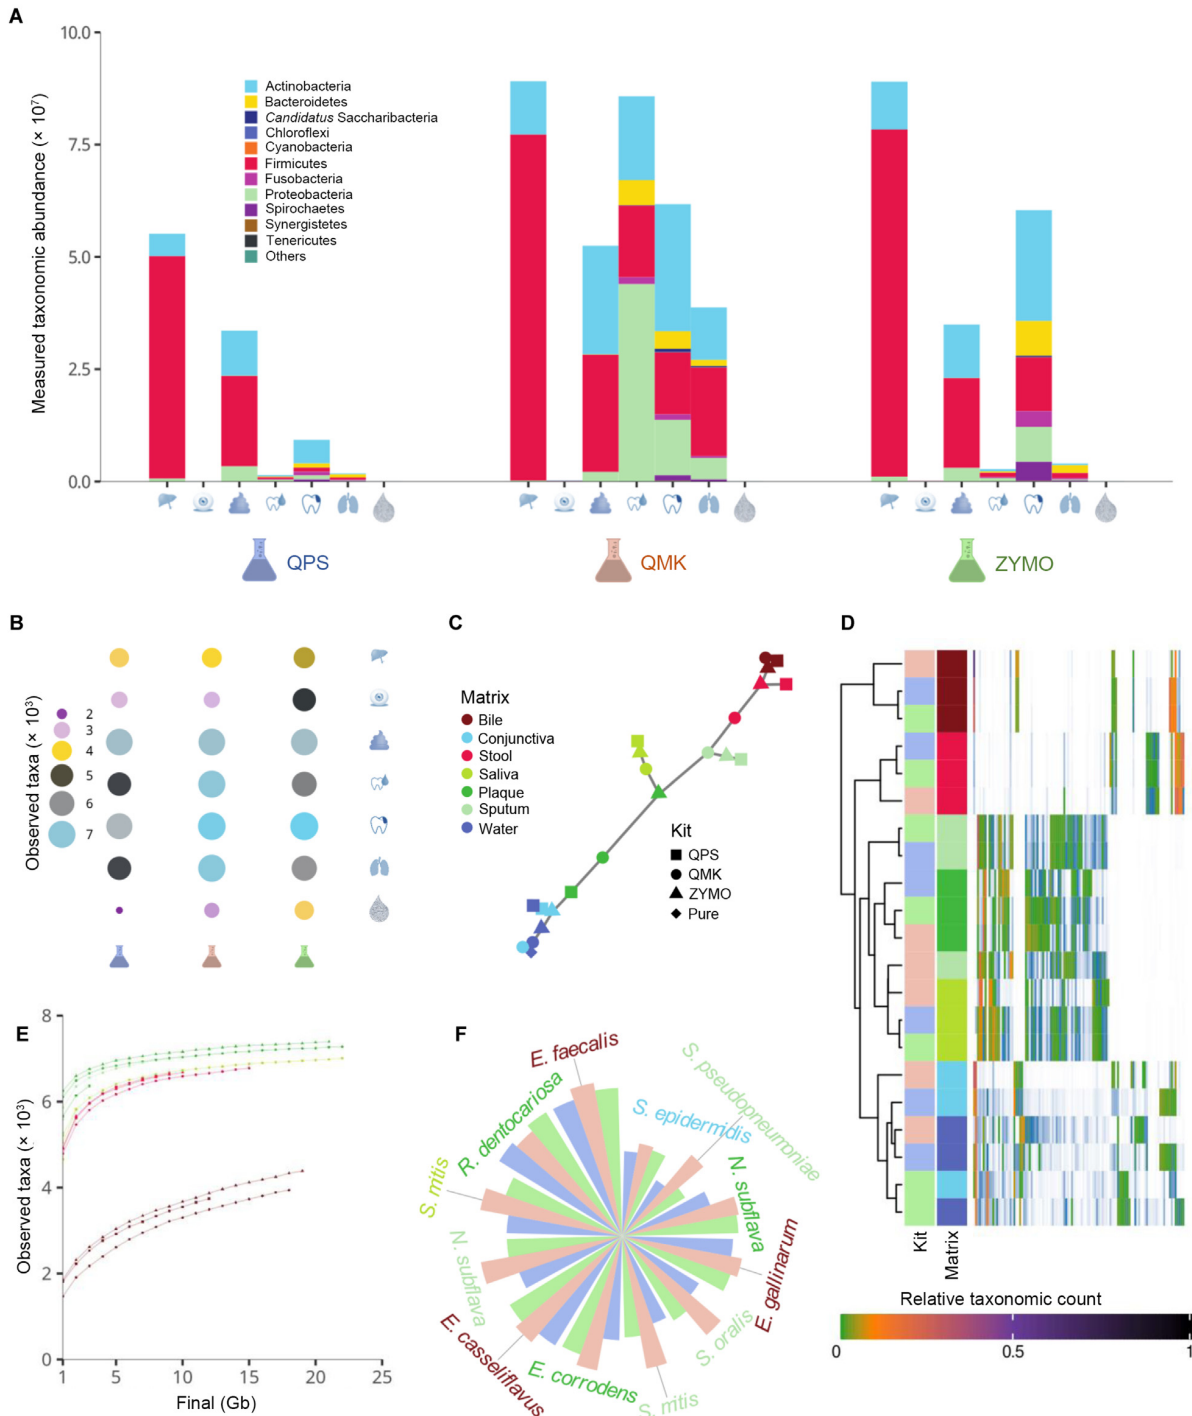 A
Measured taxonomic abundance (× 10⁷)
10.0
7.5
5.0
2.5
0.0
Actinobacteria
Bacteroidetes
Candidatus Saccharibacteria
Chloroflexi
Cyanobacteria
Firmicutes
Fusobacteria
Proteobacteria
Spirochaetes
Synergistetes
Tenericutes
Others
QPS
QMK
ZYMO
B
Observed taxa (× 10³)
2
3
4
5
6
7
C
Matrix
Bile
Conjunctiva
Stool
Saliva
Plaque
Sputum
Water
Kit
QPS
QMK
ZYMO
Pure
D
Kit
Matrix
Relative taxonomic count
0
0.5
1
E
Observed taxa (× 10³)
8
6
4
2
0
1
5
10
15
20
25
Final (Gb)
F
E. faecalis
S. pseudopneumoniae
S. epidermidis
N. subflava
E. gallinarum
S. oralis
S. mitis
E. corrodens
E. casseliflavus
N. subflava
S. mitis
R. dentocariosa